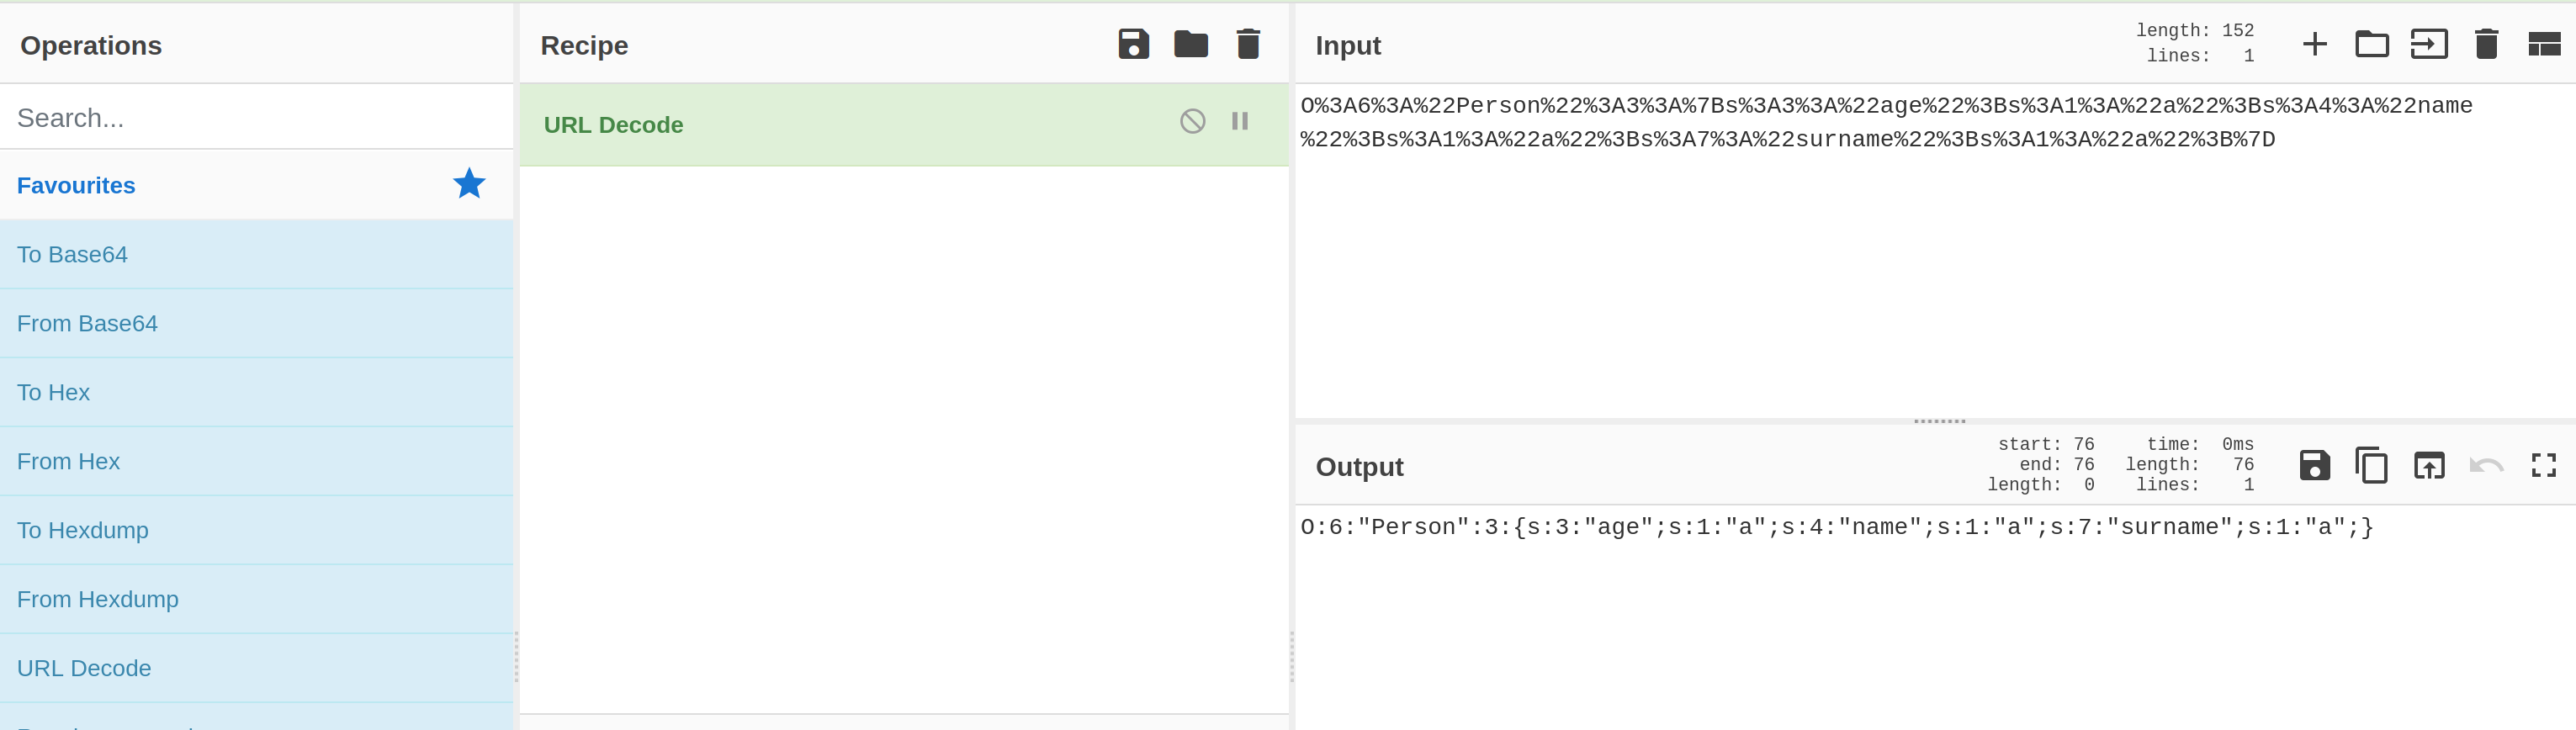 Operations
Search...
Favourites
To Base64
From Base64
To Hex
From Hex
To Hexdump
From Hexdump
URL Decode
Recipe
URL Decode
Input
length: 152
lines: 1
O%3A6%3A%22Person%22%3A3%3A%7Bs%3A3%3A%22age%22%3Bs%3A1%3A%22a%22%3Bs%3A4%3A%22name
%22%3Bs%3A1%3A%22a%22%3Bs%3A7%3A%22surname%22%3Bs%3A1%3A%22a%22%3B%7D
Output
start: 76 time: 0ms
end: 76 length: 76
length: 0 lines: 1
O:6:"Person":3:{s:3:"age";s:1:"a";s:4:"name";s:1:"a";s:7:"surname";s:1:"a";}